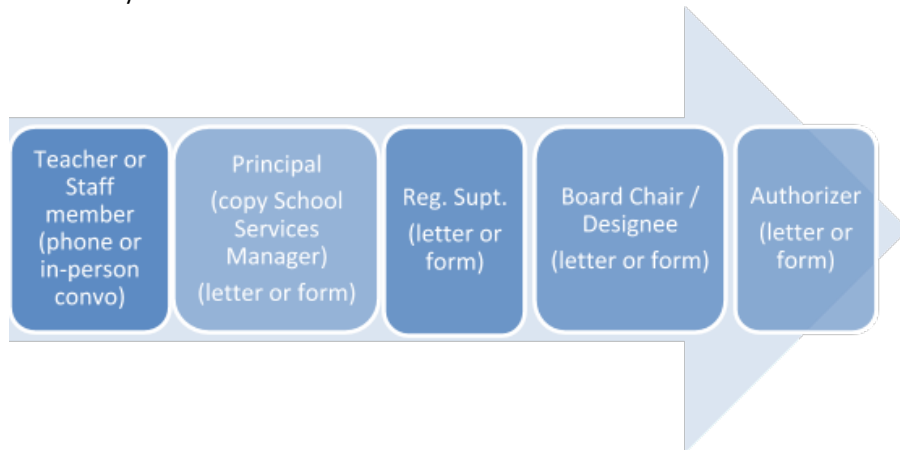 Teacher or
Staff
member
(phone or
in-person
convo)
Principal
(copy School
Services
Manager)
(letter or form)
Reg. Supt.
(letter or
form)
Board Chair /
Designee
(letter or form)
Authorizer
(letter or
form)